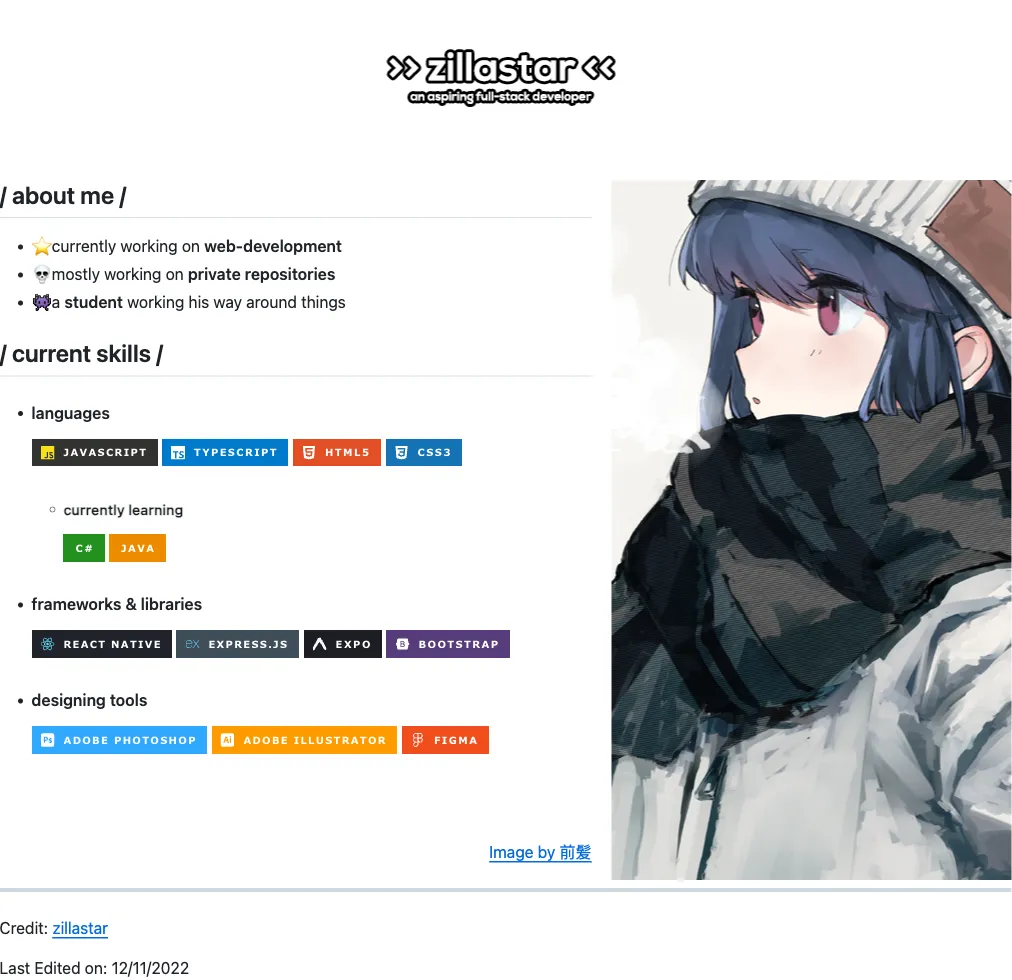 zillastar
an aspiring full-stack developer
/ about me /
⭐currently working on web-development
💀mostly working on private repositories
👾a student working his way around things
/ current skills /
languages
JAVASCRIPT TYPESCRIPT HTML5 CSS3
currently learning
C# JAVA
frameworks & libraries
REACT NATIVE EXPRESS.JS EXPO BOOTSTRAP
designing tools
ADOBE PHOTOSHOP ADOBE ILLUSTRATOR FIGMA
Image by 前髪
Credit: zillastar
Last Edited on: 12/11/2022